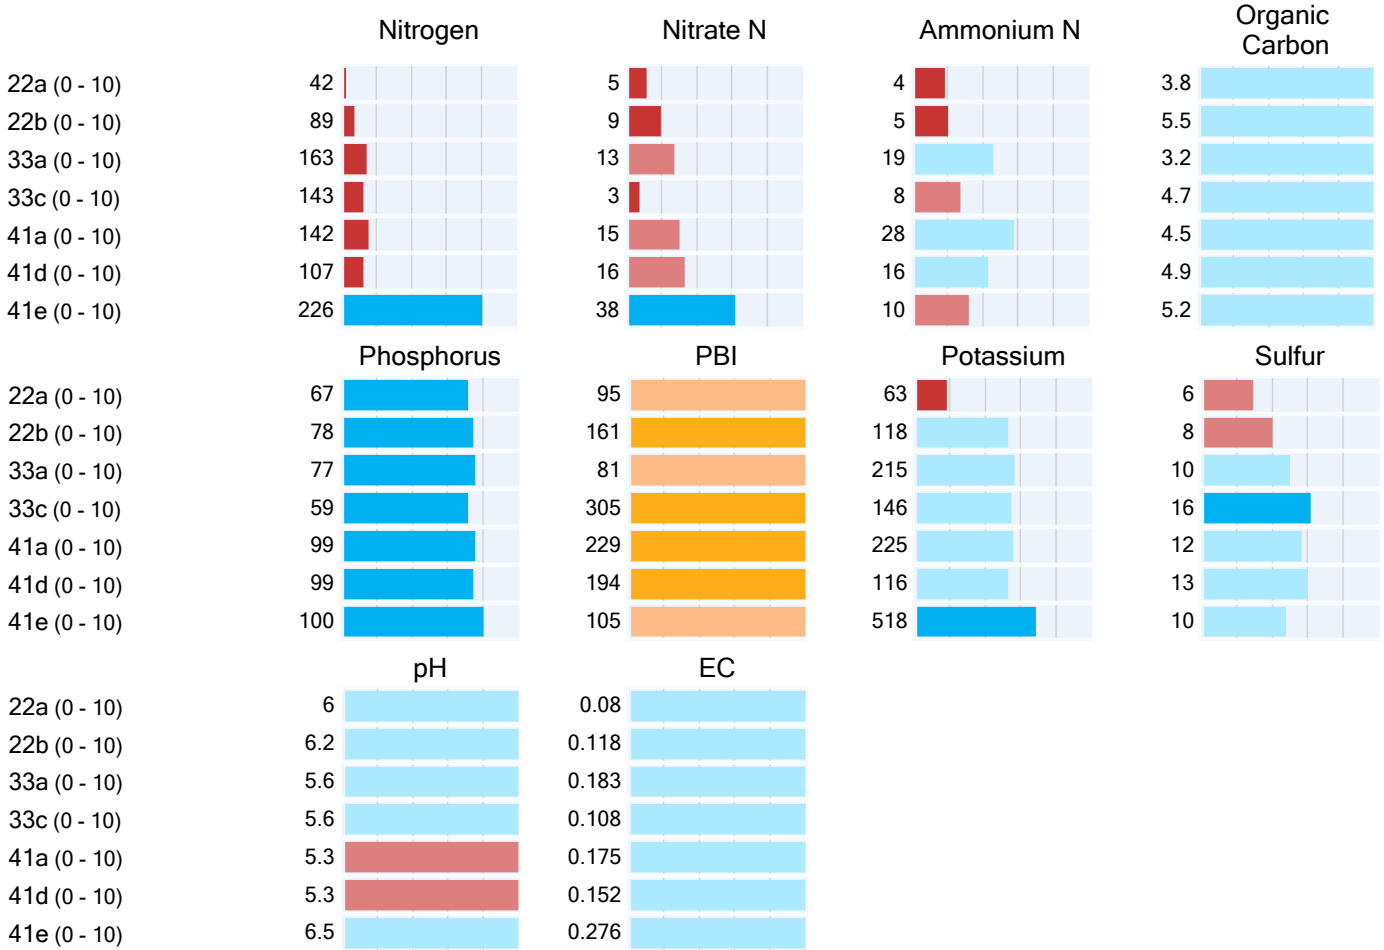 Nitrogen Nitrate N Ammonium N Organic
Carbon
22a (0 - 10) 42 5 4 3.8
22b (0 - 10) 89 9 5 5.5
33a (0 - 10) 163 13 19 3.2
33c (0 - 10) 143 3 8 4.7
41a (0 - 10) 142 15 28 4.5
41d (0 - 10) 107 16 16 4.9
41e (0 - 10) 226 38 10 5.2
Phosphorus PBI Potassium Sulfur
22a (0 - 10) 67 95 63 6
22b (0 - 10) 78 161 118 8
33a (0 - 10) 77 81 215 10
33c (0 - 10) 59 305 146 16
41a (0 - 10) 99 229 225 12
41d (0 - 10) 99 194 116 13
41e (0 - 10) 100 105 518 10
pH EC
22a (0 - 10) 6 0.08
22b (0 - 10) 6.2 0.118
33a (0 - 10) 5.6 0.183
33c (0 - 10) 5.6 0.108
41a (0 - 10) 5.3 0.175
41d (0 - 10) 5.3 0.152
41e (0 - 10) 6.5 0.276